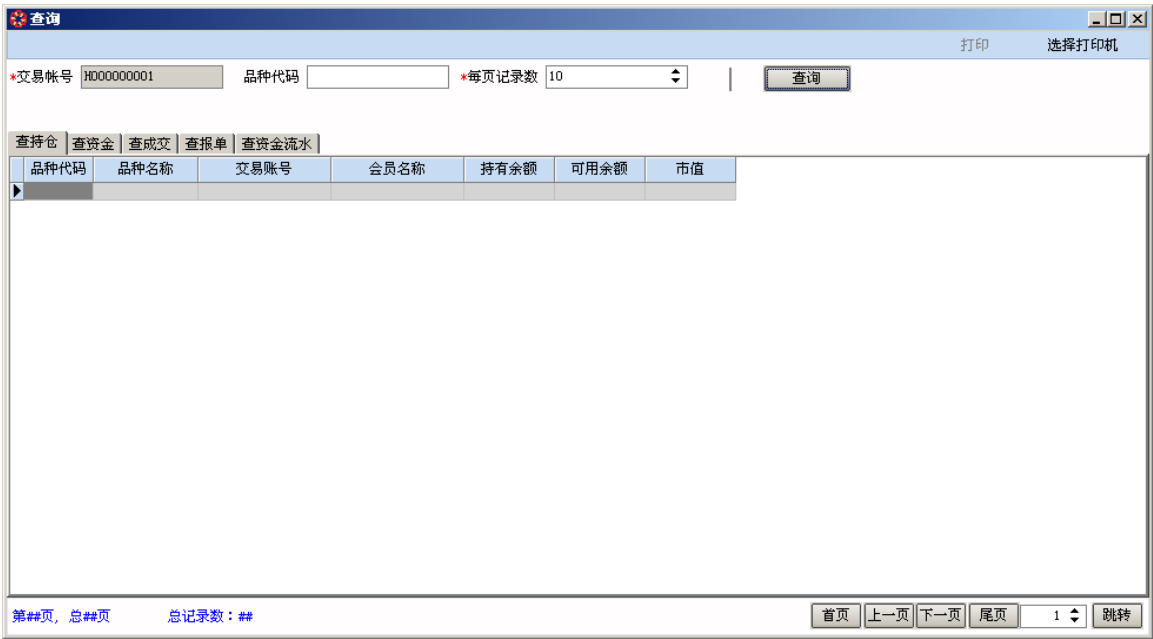 查询
打印 选择打印机
*交易帐号 H000000001 品种代码 *每页记录数 10 查询
查持仓 查资金 查成交 查报单 查资金流水
品种代码 品种名称 交易账号 会员名称 持有余额 可用余额 市值
第##页, 总##页 总记录数：## 首页 上一页 下一页 尾页 1 跳转